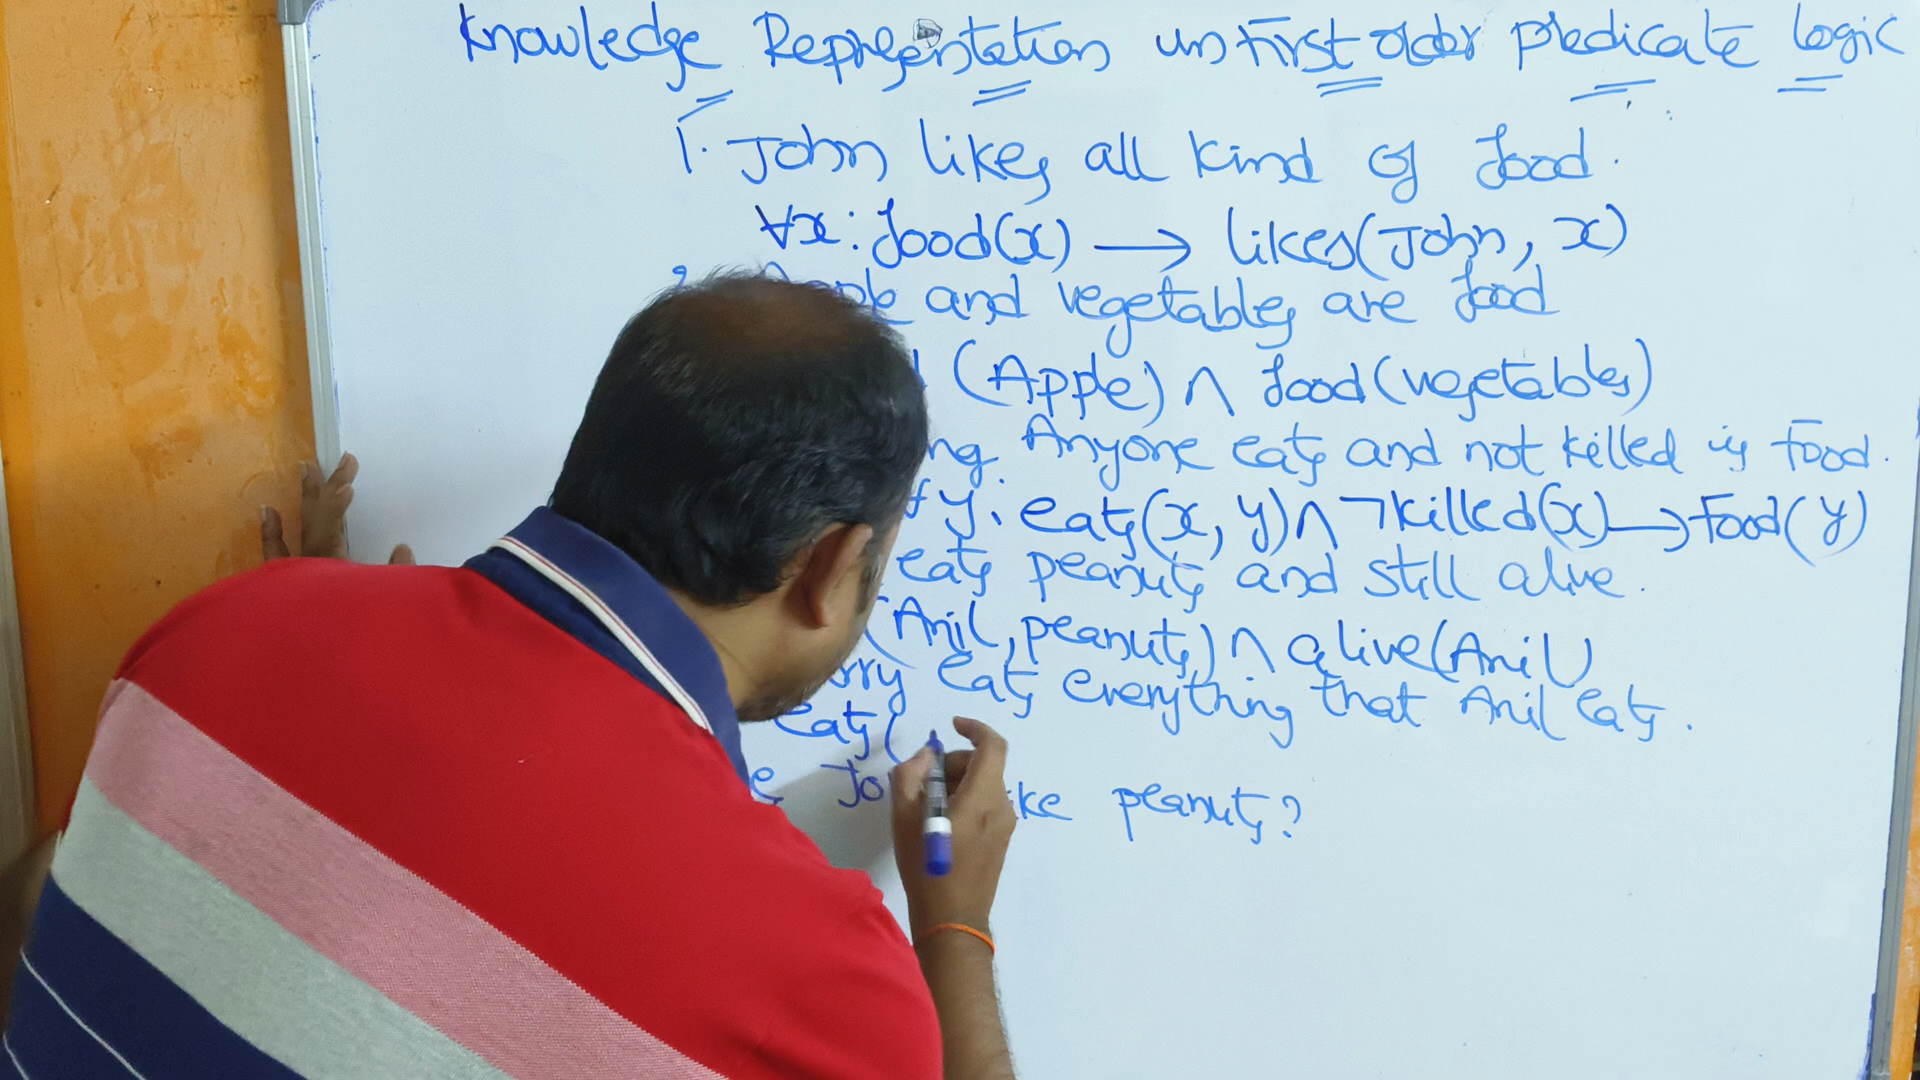 Knowledge Representation in First order predicate logic
1. John likes all kind of food.
∀x: food(x) → likes(John, x)
and vegetables are food
(Apple) ∧ food(vegetables)
Anyone eats and not killed is food.
y: eats(x, y) ∧ ¬killed(x) → food(y)
eats peanuts and still alive.
(Anil, peanuts) ∧ alive(Anil)
eats everything that Anil eats.
eats(
peanuts?